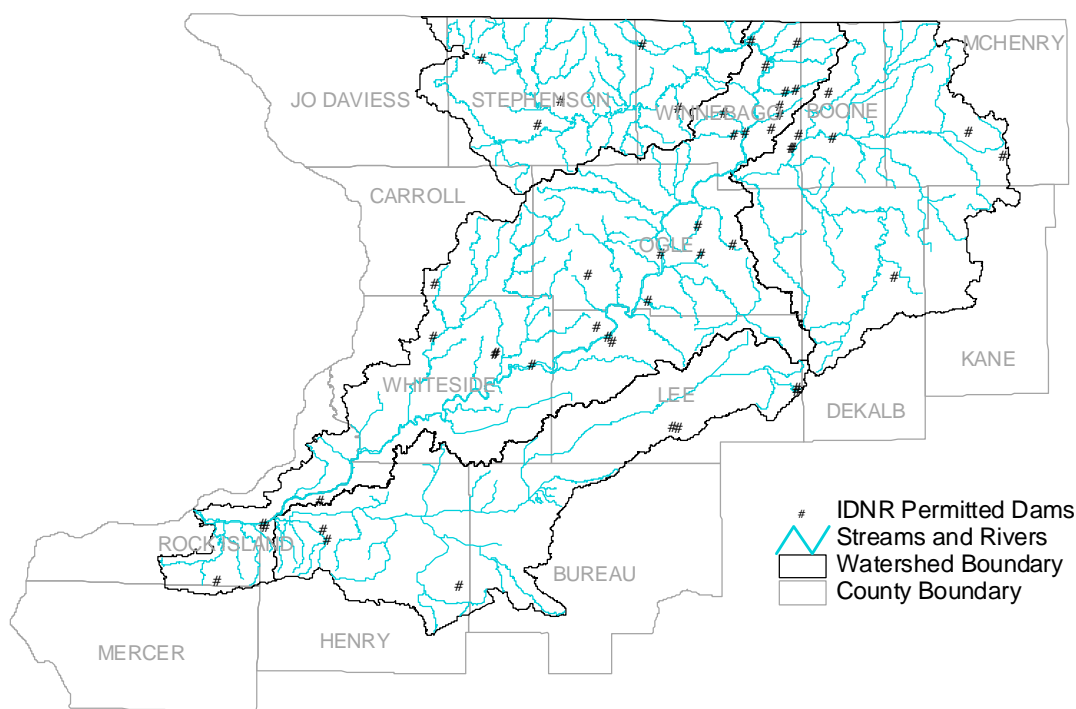 MCHENRY
JO DAVIESS
STEPHENSON
WINNEBAGO
BOONE
CARROLL
OGLE
KANE
WHITESIDE
LEE
DEKALB
IDNR Permitted Dams
Streams and Rivers
ROCK ISLAND
Watershed Boundary
BUREAU
County Boundary
HENRY
MERCER